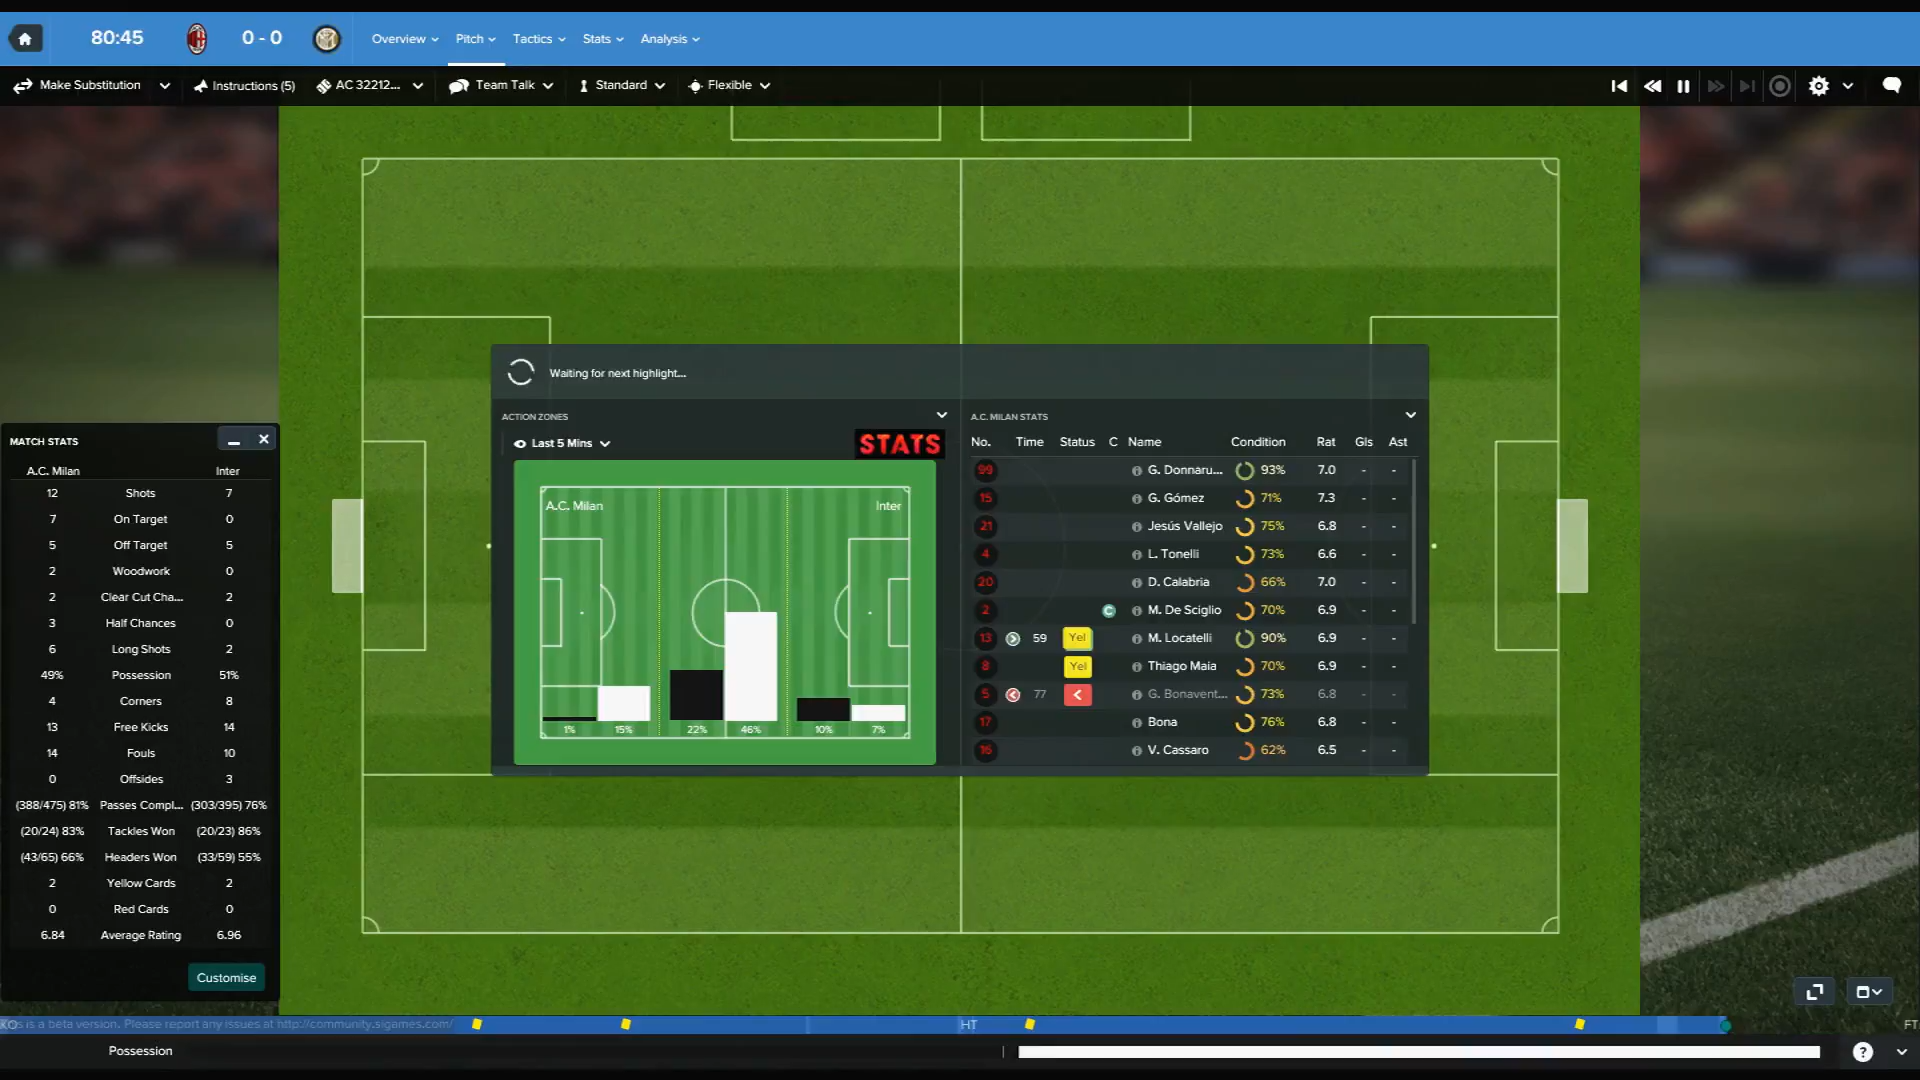 80:45 0 - 0 Overview Pitch Tactics Stats Analysis
Make Substitution Instructions (5) AC 32212... Team Talk Standard Flexible
Waiting for next highlight...
ACTION ZONES
Last 5 Mins STATS
A.C. Milan Inter
1% 15% 22% 46% 10% 7%
A.C. MILAN STATS
No. Time Status C Name Condition Rat Gls Ast
99 G. Donnaru... 93% 7.0 - -
15 G. Gómez 71% 7.3 - -
21 Jesús Vallejo 75% 6.8 - -
4 L. Tonelli 73% 6.6 - -
20 D. Calabria 66% 7.0 - -
2 C M. De Sciglio 70% 6.9 - -
13 59 Yel M. Locatelli 90% 6.9 - -
8 Yel Thiago Maia 70% 6.9 - -
5 77 G. Bonavent... 73% 6.8 - -
17 Bona 76% 6.8 - -
16 V. Cassaro 62% 6.5 - -
MATCH STATS
A.C. Milan Inter
12 Shots 7
7 On Target 0
5 Off Target 5
2 Woodwork 0
2 Clear Cut Cha... 2
3 Half Chances 0
6 Long Shots 2
49% Possession 51%
4 Corners 8
13 Free Kicks 14
14 Fouls 10
0 Offsides 3
(388/475) 81% Passes Compl... (303/395) 76%
(20/24) 83% Tackles Won (20/23) 86%
(43/65) 66% Headers Won (33/59) 55%
2 Yellow Cards 2
0 Red Cards 0
6.84 Average Rating 6.96
Customise
is a beta version. Please report any issues at http://community.sigames.com/ HT FT
Possession ?